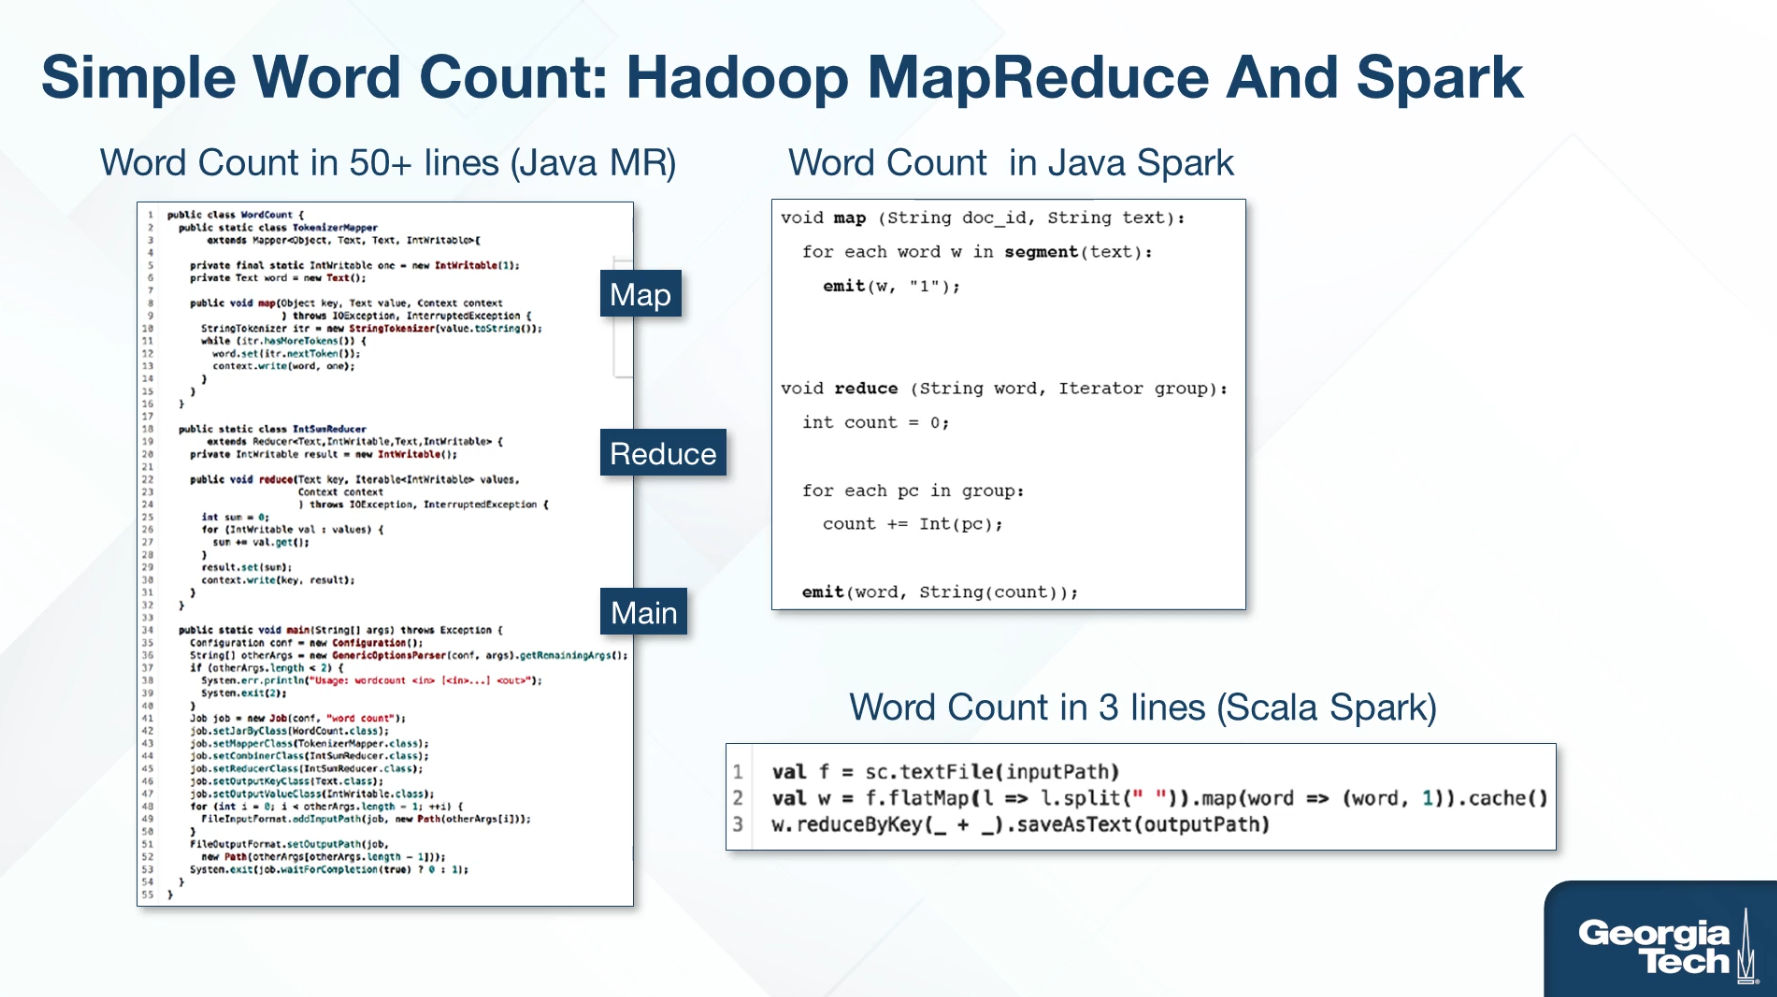 Simple Word Count: Hadoop MapReduce And Spark
Word Count in 50+ lines (Java MR)
1 public class WordCount {
2 public static class TokenizerMapper
3 extends Mapper<Object, Text, Text, IntWritable>{
4
5 private final static IntWritable one = new IntWritable(1);
6 private Text word = new Text();
7
8 public void map(Object key, Text value, Context context
9 ) throws IOException, InterruptedException {
10 StringTokenizer itr = new StringTokenizer(value.toString());
11 while (itr.hasMoreTokens()) {
12 word.set(itr.nextToken());
13 context.write(word, one);
14 }
15 }
16 }
17
18 public static class IntSumReducer
19 extends Reducer<Text,IntWritable,Text,IntWritable> {
20 private IntWritable result = new IntWritable();
21
22 public void reduce(Text key, Iterable<IntWritable> values,
23 Context context
24 ) throws IOException, InterruptedException {
25 int sum = 0;
26 for (IntWritable val : values) {
27 sum += val.get();
28 }
29 result.set(sum);
30 context.write(key, result);
31 }
32 }
33
34 public static void main(String[] args) throws Exception {
35 Configuration conf = new Configuration();
36 String[] otherArgs = new GenericOptionsParser(conf, args).getRemainingArgs();
37 if (otherArgs.length < 2) {
38 System.err.println("Usage: wordcount <in> [<in>...] <out>");
39 System.exit(2);
40 }
41 Job job = new Job(conf, "word count");
42 job.setJarByClass(WordCount.class);
43 job.setMapperClass(TokenizerMapper.class);
44 job.setCombinerClass(IntSumReducer.class);
45 job.setReducerClass(IntSumReducer.class);
46 job.setOutputKeyClass(Text.class);
47 job.setOutputValueClass(IntWritable.class);
48 for (int i = 0; i < otherArgs.length - 1; ++i) {
49 FileInputFormat.addInputPath(job, new Path(otherArgs[i]));
50 }
51 FileOutputFormat.setOutputPath(job,
52 new Path(otherArgs[otherArgs.length - 1]));
53 System.exit(job.waitForCompletion(true) ? 0 : 1);
54 }
55 }
Map
Reduce
Main
Word Count in Java Spark
void map (String doc_id, String text):
for each word w in segment(text):
emit(w, "1");
void reduce (String word, Iterator group):
int count = 0;
for each pc in group:
count += Int(pc);
emit(word, String(count));
Word Count in 3 lines (Scala Spark)
1 val f = sc.textFile(inputPath)
2 val w = f.flatMap(l => l.split(" ")).map(word => (word, 1)).cache()
3 w.reduceByKey(_ + _).saveAsText(outputPath)
Georgia
Tech